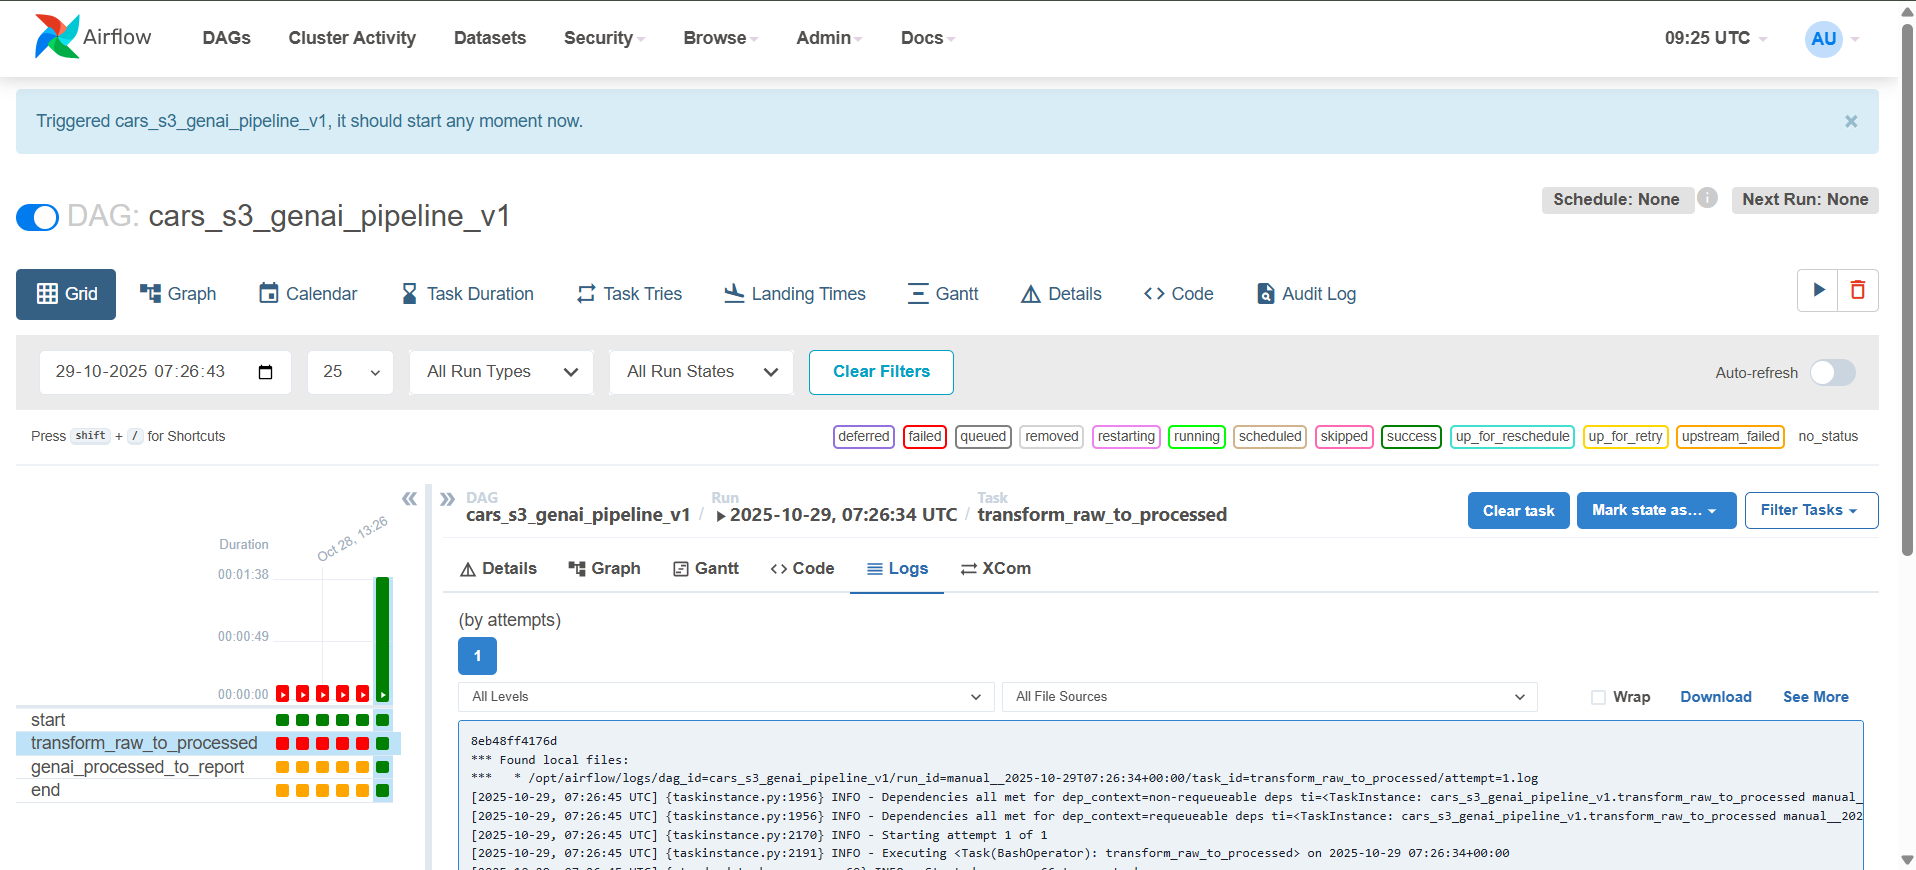 Airflow DAGs Cluster Activity Datasets Security Browse Admin Docs 09:25 UTC AU
Triggered cars_s3_genai_pipeline_v1, it should start any moment now. ×
Schedule: None i Next Run: None
DAG: cars_s3_genai_pipeline_v1
Grid Graph Calendar Task Duration Task Tries Landing Times Gantt Details Code Audit Log
29-10-2025 07:26:43 25 All Run Types All Run States Clear Filters Auto-refresh
Press shift + / for Shortcuts deferred failed queued removed restarting running scheduled skipped success up_for_reschedule up_for_retry upstream_failed no_status
DAG Run Task
cars_s3_genai_pipeline_v1 / 2025-10-29, 07:26:34 UTC / transform_raw_to_processed Clear task Mark state as... Filter Tasks
Oct 28, 13:26
Duration
00:01:38
00:00:49
00:00:00
start
transform_raw_to_processed
genai_processed_to_report
end
Details Graph Gantt Code Logs XCom
(by attempts)
1
All Levels All File Sources Wrap Download See More
8eb48ff4176d
*** Found local files:
***   * /opt/airflow/logs/dag_id=cars_s3_genai_pipeline_v1/run_id=manual__2025-10-29T07:26:34+00:00/task_id=transform_raw_to_processed/attempt=1.log
[2025-10-29, 07:26:45 UTC] {taskinstance.py:1956} INFO - Dependencies all met for dep_context=non-requeueable deps ti=<TaskInstance: cars_s3_genai_pipeline_v1.transform_raw_to_processed manual_
[2025-10-29, 07:26:45 UTC] {taskinstance.py:1956} INFO - Dependencies all met for dep_context=requeueable deps ti=<TaskInstance: cars_s3_genai_pipeline_v1.transform_raw_to_processed manual__202
[2025-10-29, 07:26:45 UTC] {taskinstance.py:2170} INFO - Starting attempt 1 of 1
[2025-10-29, 07:26:45 UTC] {taskinstance.py:2191} INFO - Executing <Task(BashOperator): transform_raw_to_processed> on 2025-10-29 07:26:34+00:00